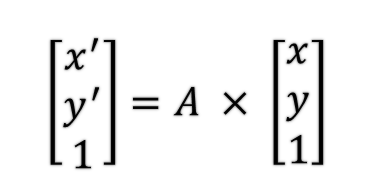 [x′ y′ 1] = A × [x y 1]